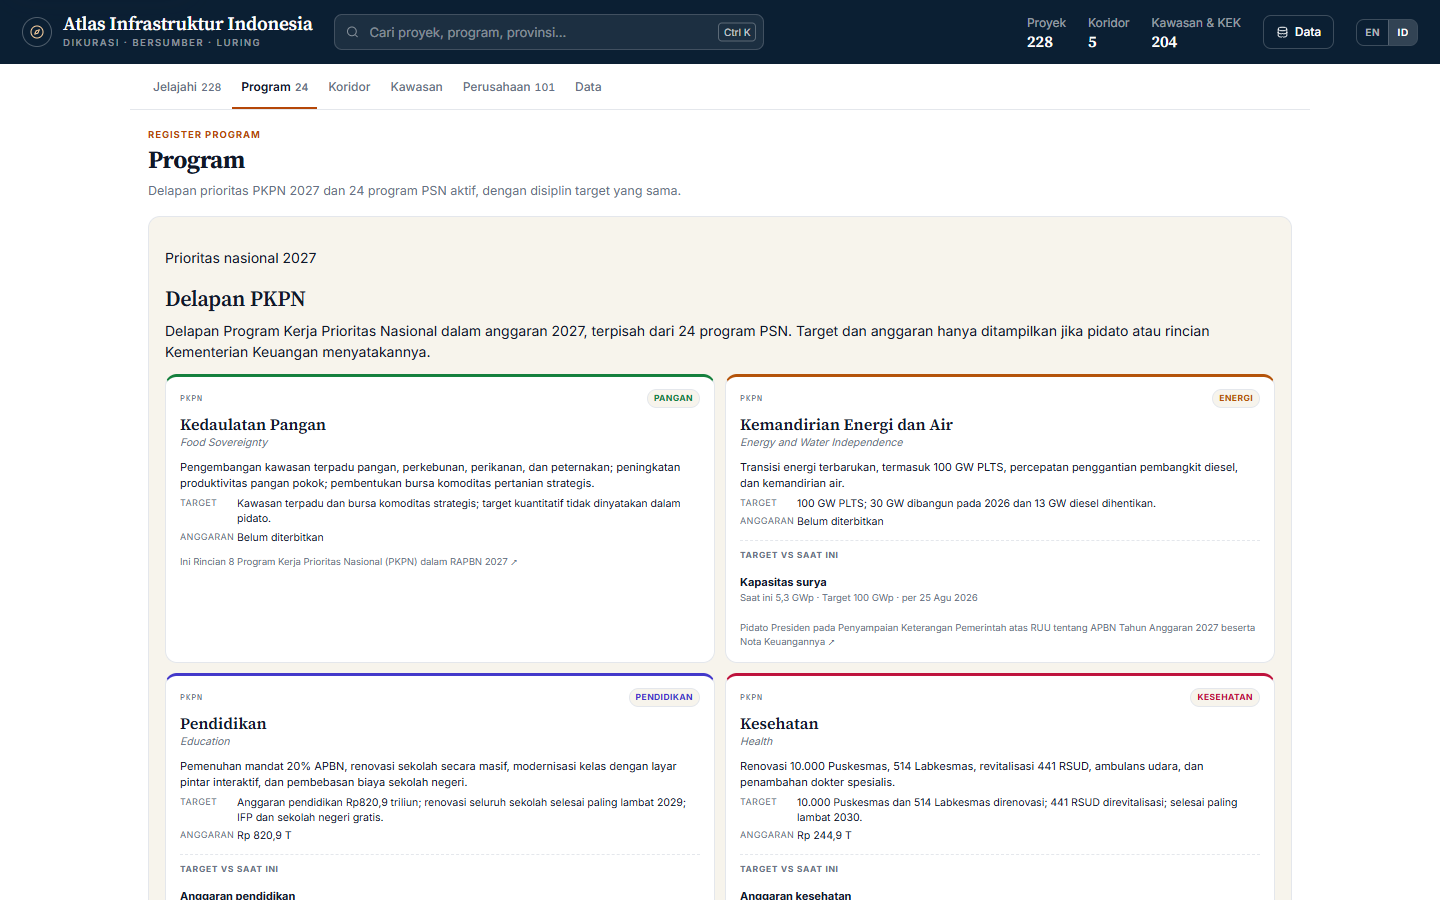 Atlas Infrastruktur Indonesia
DIKURASI · BERSUMBER · LURING
Cari proyek, program, provinsi...
Ctrl K
Proyek
228
Koridor
5
Kawasan & KEK
204
Data
EN
ID
Jelajahi 228
Program 24
Koridor
Kawasan
Perusahaan 101
Data
REGISTER PROGRAM
Program
Delapan prioritas PKPN 2027 dan 24 program PSN aktif, dengan disiplin target yang sama.
Prioritas nasional 2027
Delapan PKPN
Delapan Program Kerja Prioritas Nasional dalam anggaran 2027, terpisah dari 24 program PSN. Target dan anggaran hanya ditampilkan jika pidato atau rincian
Kementerian Keuangan menyatakannya.
PKPN
PANGAN
Kedaulatan Pangan
Food Sovereignty
Pengembangan kawasan terpadu pangan, perkebunan, perikanan, dan peternakan; peningkatan
produktivitas pangan pokok; pembentukan bursa komoditas pertanian strategis.
TARGET Kawasan terpadu dan bursa komoditas strategis; target kuantitatif tidak dinyatakan dalam
pidato.
ANGGARAN Belum diterbitkan
Ini Rincian 8 Program Kerja Prioritas Nasional (PKPN) dalam RAPBN 2027 ↗
PKPN
ENERGI
Kemandirian Energi dan Air
Energy and Water Independence
Transisi energi terbarukan, termasuk 100 GW PLTS, percepatan penggantian pembangkit diesel,
dan kemandirian air.
TARGET 100 GW PLTS; 30 GW dibangun pada 2026 dan 13 GW diesel dihentikan.
ANGGARAN Belum diterbitkan
TARGET VS SAAT INI
Kapasitas surya
Saat ini 5,3 GWp · Target 100 GWp · per 25 Agu 2026
Pidato Presiden pada Penyampaian Keterangan Pemerintah atas RUU tentang APBN Tahun Anggaran 2027 beserta
Nota Keuangannya ↗
PKPN
PENDIDIKAN
Pendidikan
Education
Pemenuhan mandat 20% APBN, renovasi sekolah secara masif, modernisasi kelas dengan layar
pintar interaktif, dan pembebasan biaya sekolah negeri.
TARGET Anggaran pendidikan Rp820,9 triliun; renovasi seluruh sekolah selesai paling lambat 2029;
IFP dan sekolah negeri gratis.
ANGGARAN Rp 820,9 T
TARGET VS SAAT INI
Anggaran pendidikan
PKPN
KESEHATAN
Kesehatan
Health
Renovasi 10.000 Puskesmas, 514 Labkesmas, revitalisasi 441 RSUD, ambulans udara, dan
penambahan dokter spesialis.
TARGET 10.000 Puskesmas dan 514 Labkesmas direnovasi; 441 RSUD direvitalisasi; selesai paling
lambat 2030.
ANGGARAN Rp 244,9 T
TARGET VS SAAT INI
Anggaran kesehatan